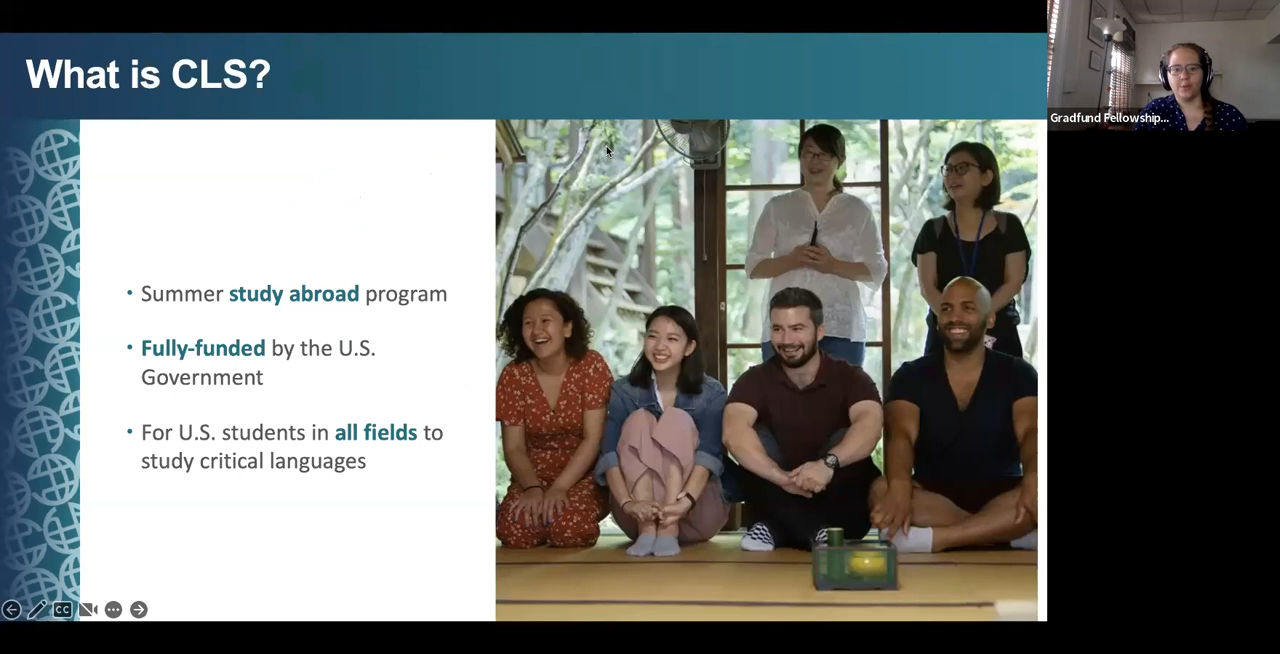 What is CLS?
Gradfund Fellowship...
• Summer study abroad program
• Fully-funded by the U.S.
Government
• For U.S. students in all fields to
study critical languages
CC